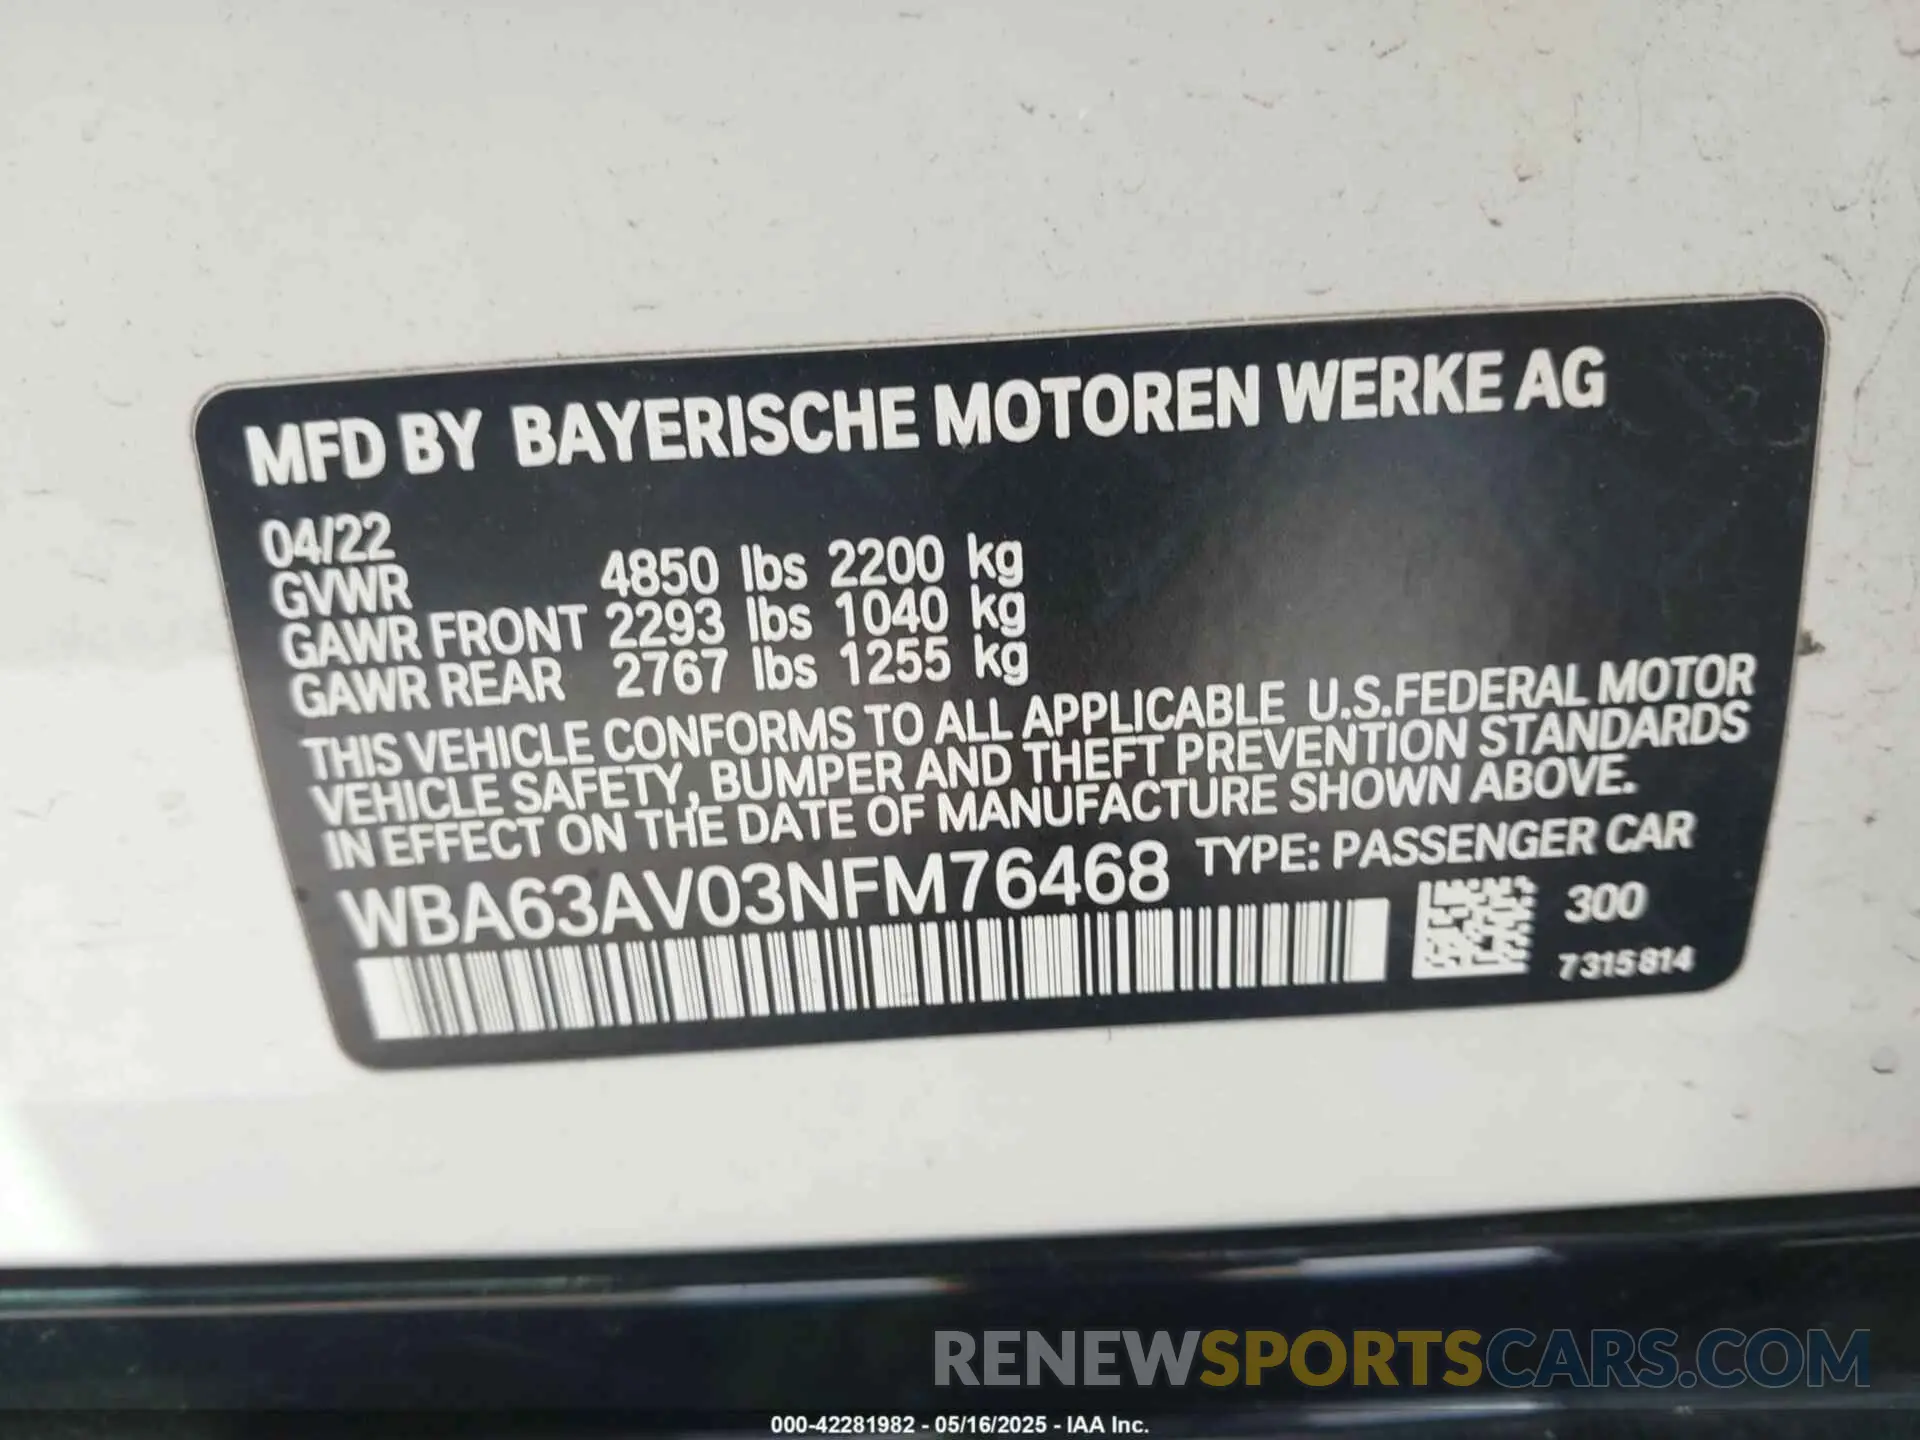 MFD BY BAYERISCHE MOTOREN WERKE AG
04/22
GVWR 4850 lbs 2200 kg
GAWR FRONT 2293 lbs 1040 kg
GAWR REAR 2767 lbs 1255 kg
THIS VEHICLE CONFORMS TO ALL APPLICABLE U.S.FEDERAL MOTOR
VEHICLE SAFETY, BUMPER AND THEFT PREVENTION STANDARDS
IN EFFECT ON THE DATE OF MANUFACTURE SHOWN ABOVE.
WBA63AV03NFM76468 TYPE: PASSENGER CAR
300
7315814
RENEWSPORTSCARS.COM
000-42281982 - 05/16/2025 - IAA Inc.